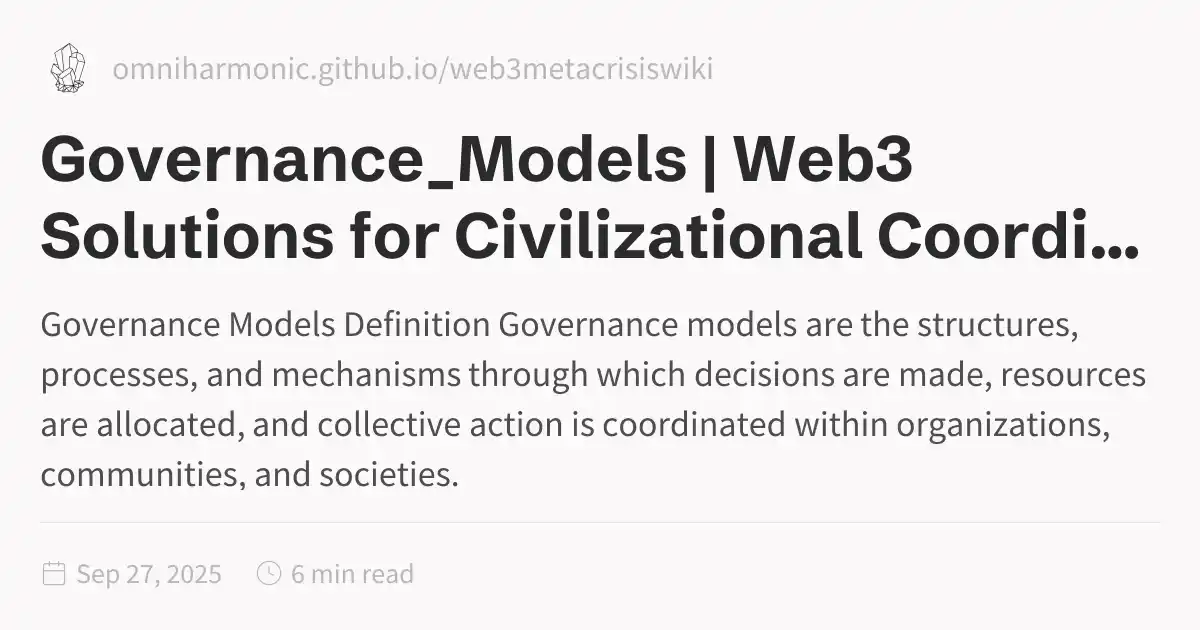 omniharmonic.github.io/web3metacrisiswiki
Governance_Models | Web3
Solutions for Civilizational Coordi...
Governance Models Definition Governance models are the structures,
processes, and mechanisms through which decisions are made, resources
are allocated, and collective action is coordinated within organizations,
communities, and societies.
Sep 27, 2025 6 min read